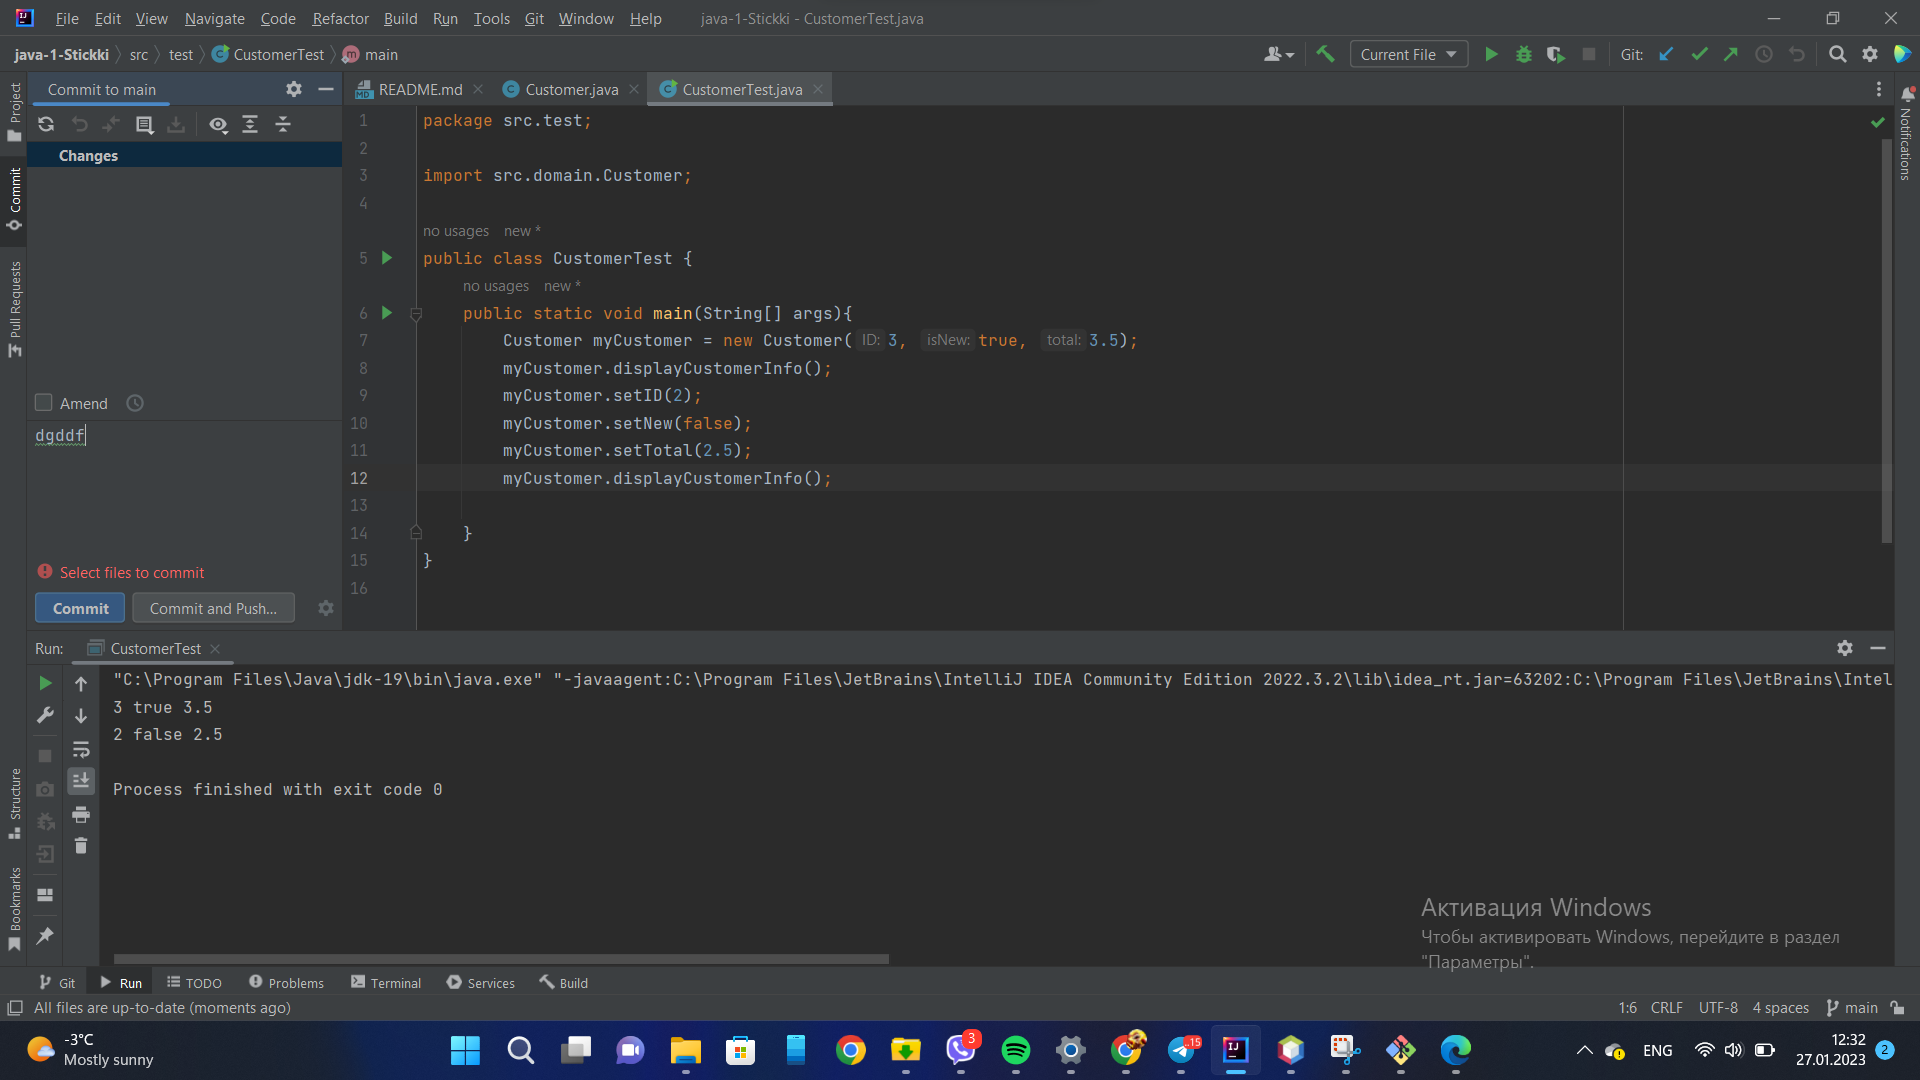 File Edit View Navigate Code Refactor Build Run Tools Git Window Help java-1-Stickki - CustomerTest.java
java-1-Stickki src test CustomerTest main Current File Git:
Commit to main README.md Customer.java CustomerTest.java
Project
Commit
Pull Requests
Structure
Bookmarks
Notifications
Changes
Amend
dgddf
Select files to commit
Commit Commit and Push...
1 package src.test;
2
3 import src.domain.Customer;
4
no usages new *
5 public class CustomerTest {
no usages new *
6 public static void main(String[] args){
7 Customer myCustomer = new Customer( ID: 3, isNew: true, total: 3.5);
8 myCustomer.displayCustomerInfo();
9 myCustomer.setID(2);
10 myCustomer.setNew(false);
11 myCustomer.setTotal(2.5);
12 myCustomer.displayCustomerInfo();
13
14 }
15 }
16
Run: CustomerTest
"C:\Program Files\Java\jdk-19\bin\java.exe" "-javaagent:C:\Program Files\JetBrains\IntelliJ IDEA Community Edition 2022.3.2\lib\idea_rt.jar=63202:C:\Program Files\JetBrains\Intel
3 true 3.5
2 false 2.5
Process finished with exit code 0
Активация Windows
Чтобы активировать Windows, перейдите в раздел
"Параметры".
Git Run TODO Problems Terminal Services Build
All files are up-to-date (moments ago) 1:6 CRLF UTF-8 4 spaces main
-3°C
Mostly sunny
3
15
ENG
12:32
27.01.2023
2